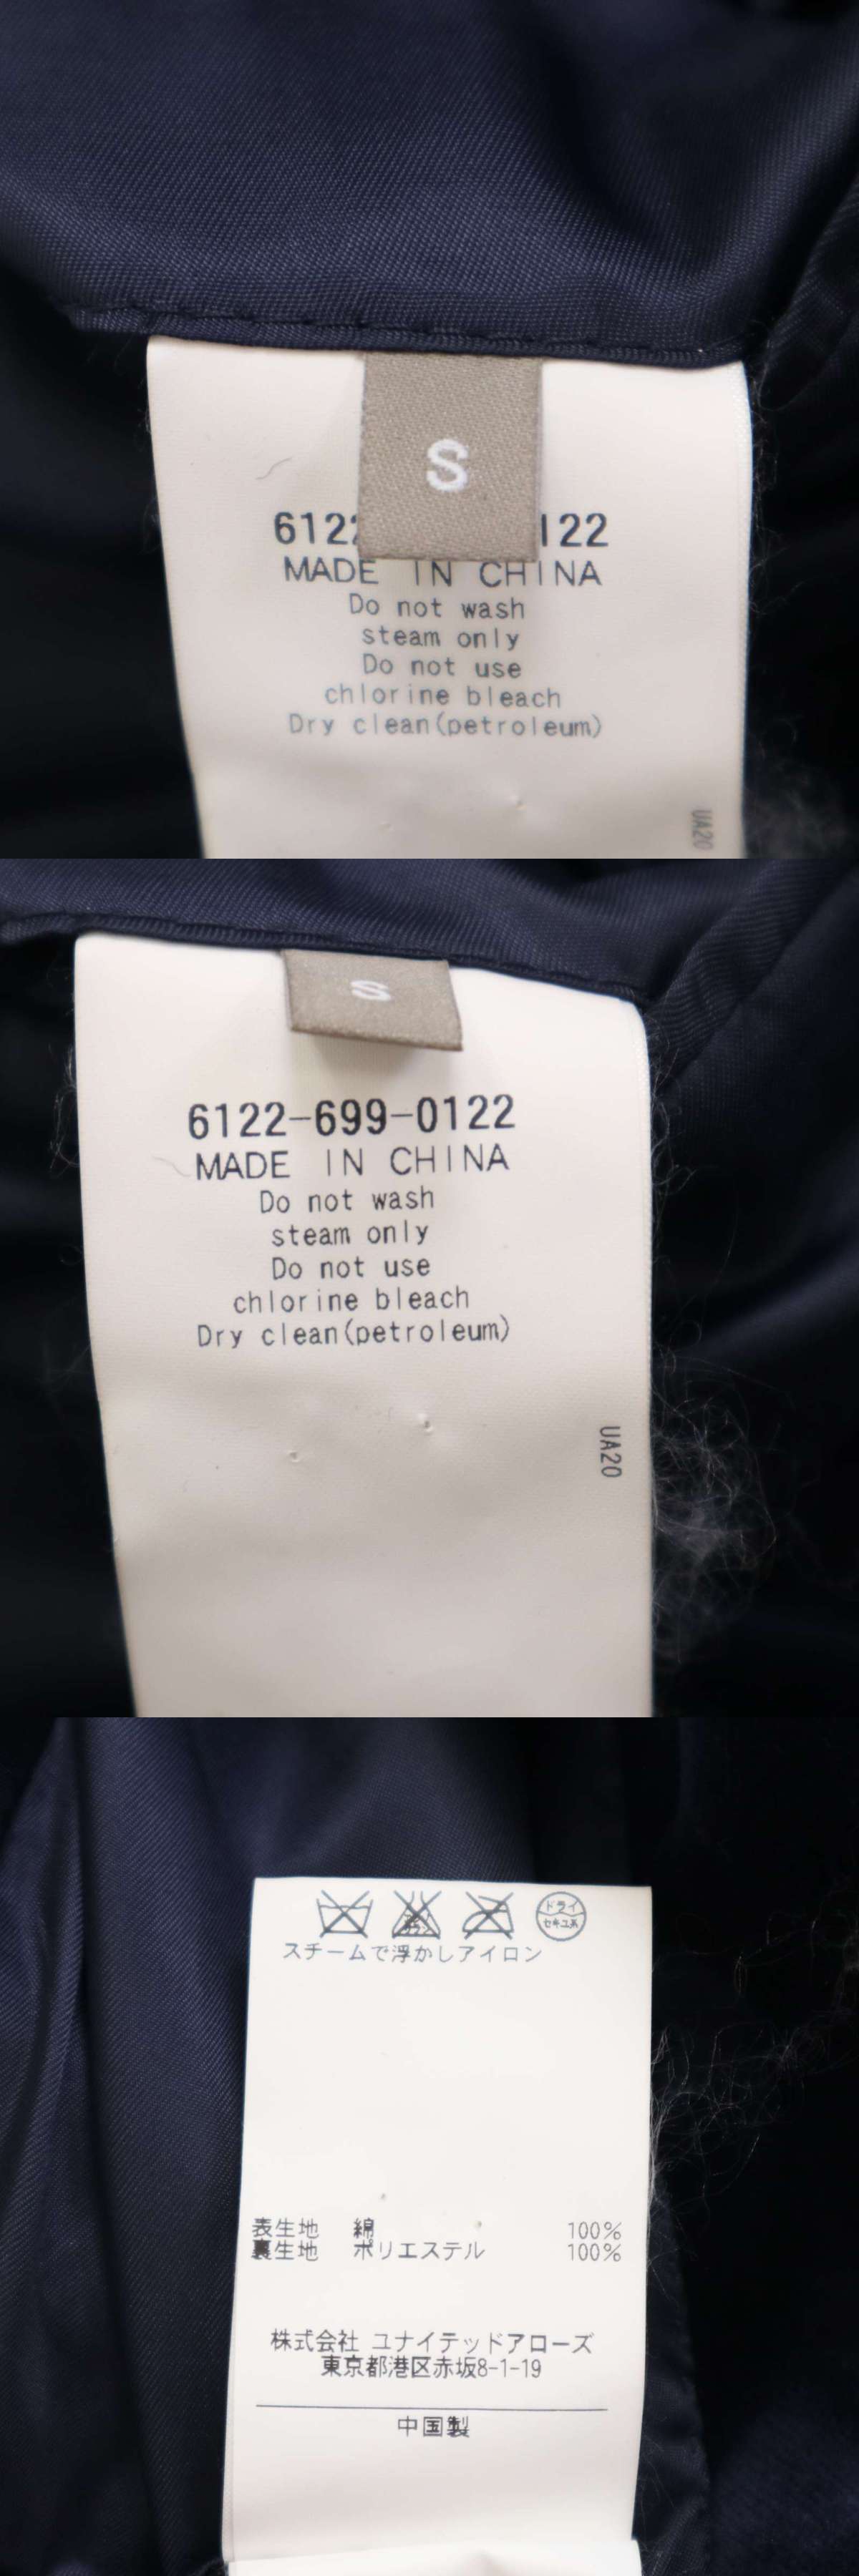 S
612
122
MADE IN CHINA
Do not wash
steam only
Do not use
chlorine bleach
Dry clean(petroleum)
UA20
S
6122-699-0122
MADE IN CHINA
Do not wash
steam only
Do not use
chlorine bleach
Dry clean(petroleum)
UA20
ドライ
セキユ系
スチームで浮かしアイロン
表生地 綿 100%
裏生地 ポリエステル 100%
株式会社 ユナイテッドアローズ
東京都港区赤坂8-1-19
中国製